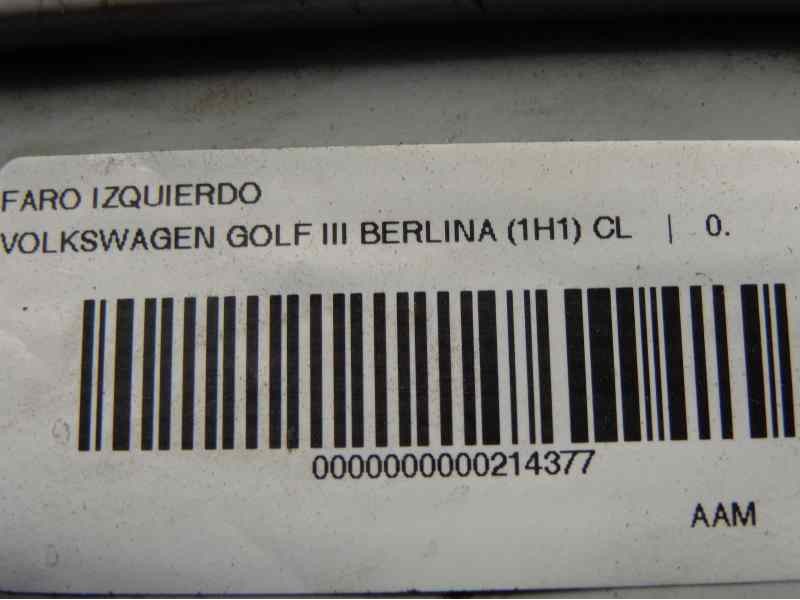 FARO IZQUIERDO
VOLKSWAGEN GOLF III BERLINA (1H1) CL | 0.
0000000000214377
AAM